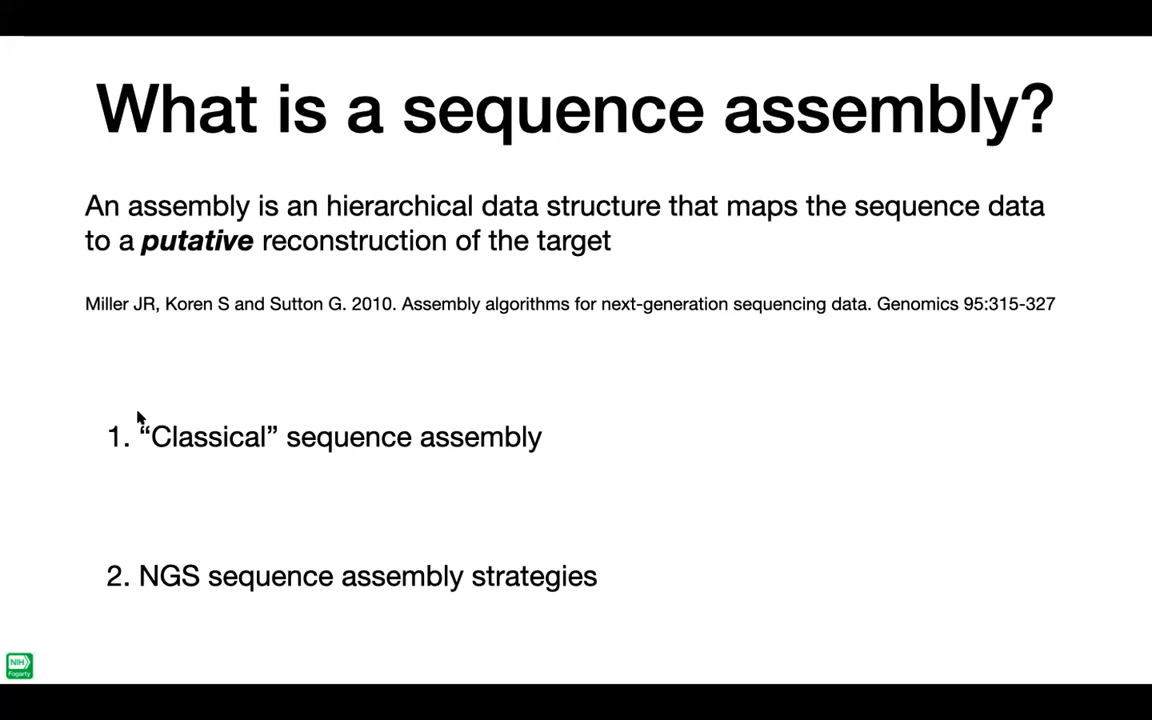 What is a sequence assembly?
An assembly is an hierarchical data structure that maps the sequence data
to a putative reconstruction of the target
Miller JR, Koren S and Sutton G. 2010. Assembly algorithms for next-generation sequencing data. Genomics 95:315-327
1. “Classical” sequence assembly
2. NGS sequence assembly strategies
NIH
Fogarty